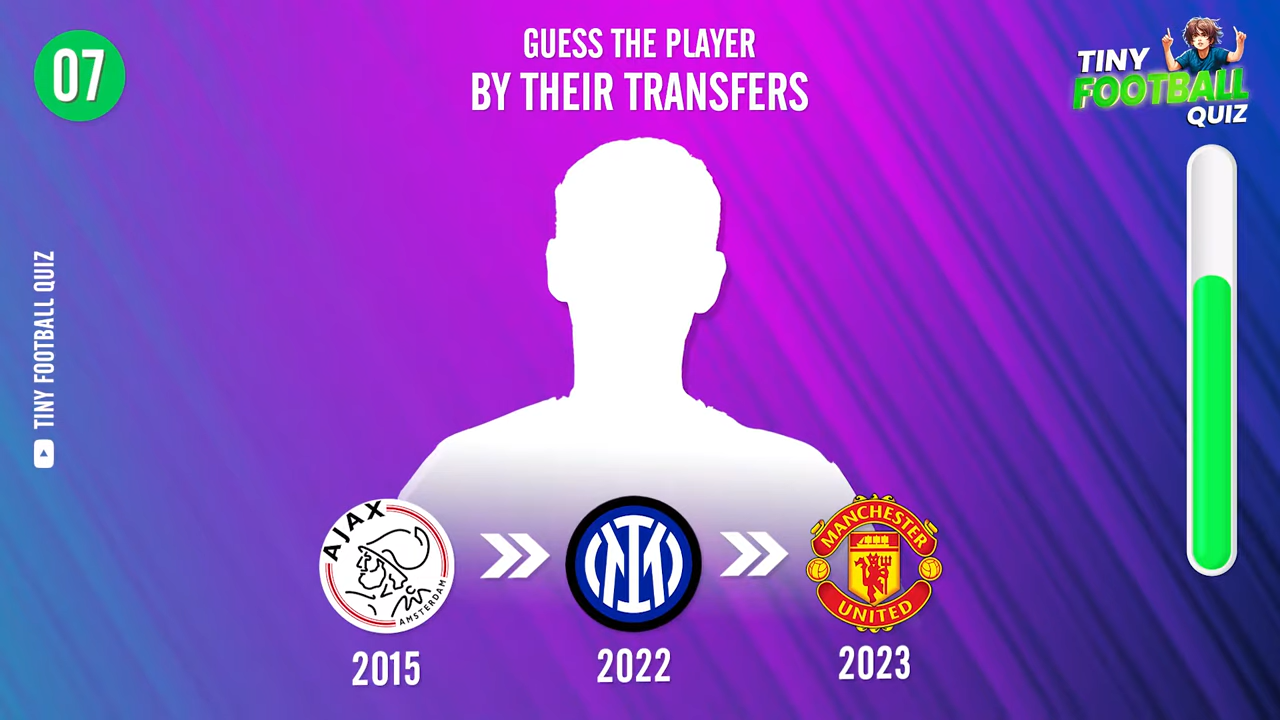 07
GUESS THE PLAYER
BY THEIR TRANSFERS
TINY
FOOTBALL
QUIZ
TINY FOOTBALL QUIZ
AJAX
AMSTERDAM
MANCHESTER
UNITED
2015
2022
2023